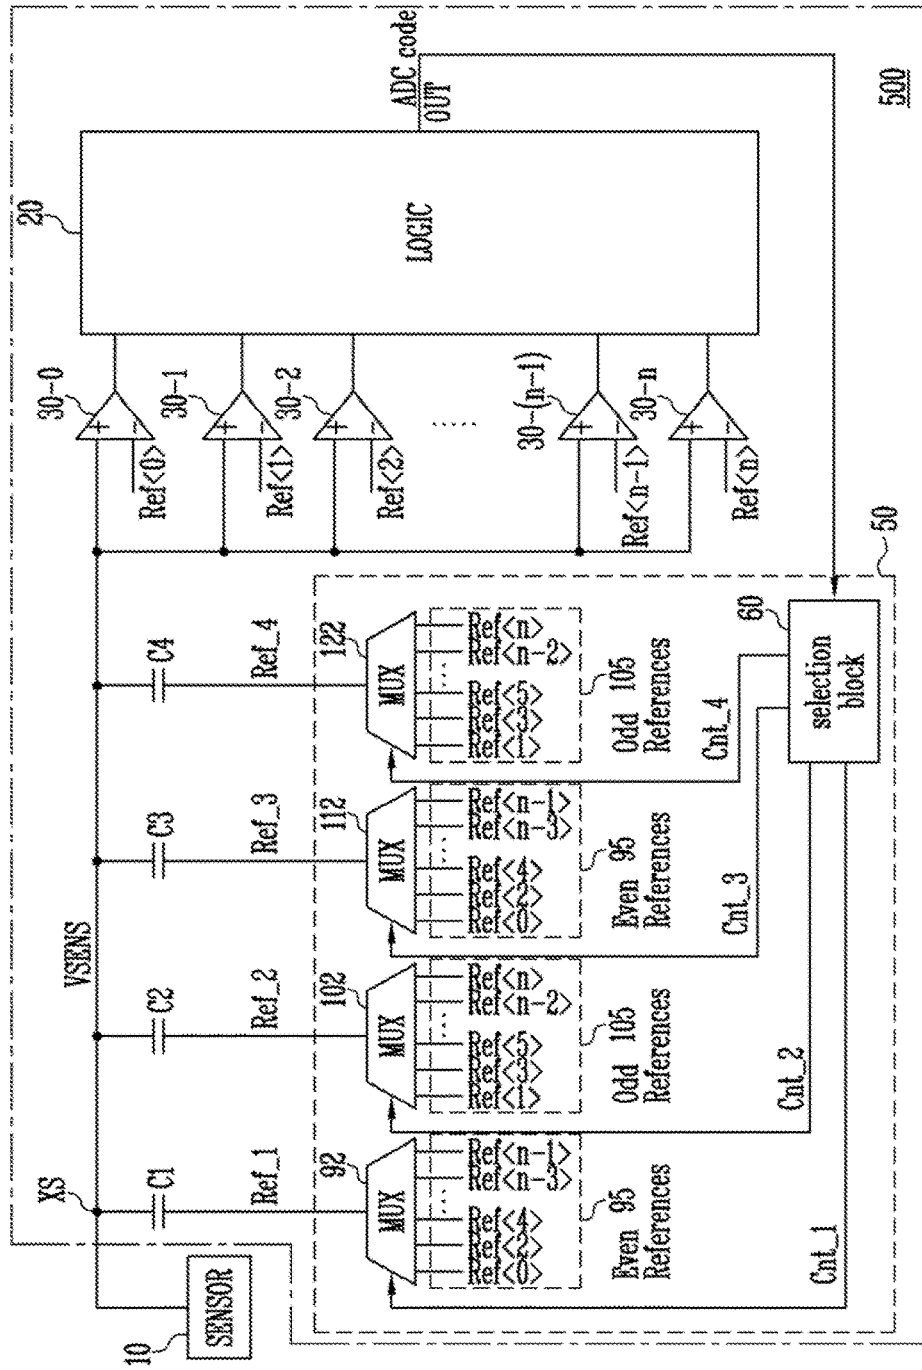 10
SENSOR
XS
VSENS
C1
C2
C3
C4
Ref_1
Ref_2
Ref_3
Ref_4
92
MUX
102
MUX
112
MUX
122
MUX
Ref<0>
Ref<2>
Ref<4>
.....
Ref<n-3>
Ref<n-1>
95
Even
References
Ref<1>
Ref<3>
Ref<5>
.....
Ref<n-2>
Ref<n>
105
Odd
References
Ref<0>
Ref<2>
Ref<4>
.....
Ref<n-3>
Ref<n-1>
95
Even
References
Ref<1>
Ref<3>
Ref<5>
.....
Ref<n-2>
Ref<n>
105
Odd
References
Cnt_1
Cnt_2
Cnt_3
Cnt_4
60
selection
block
50
30-0
+
-
Ref<0>
30-1
+
-
Ref<1>
30-2
+
-
Ref<2>
.....
30-(n-1)
+
-
Ref<n-1>
30-n
+
-
Ref<n>
20
LOGIC
ADC code
OUT
500